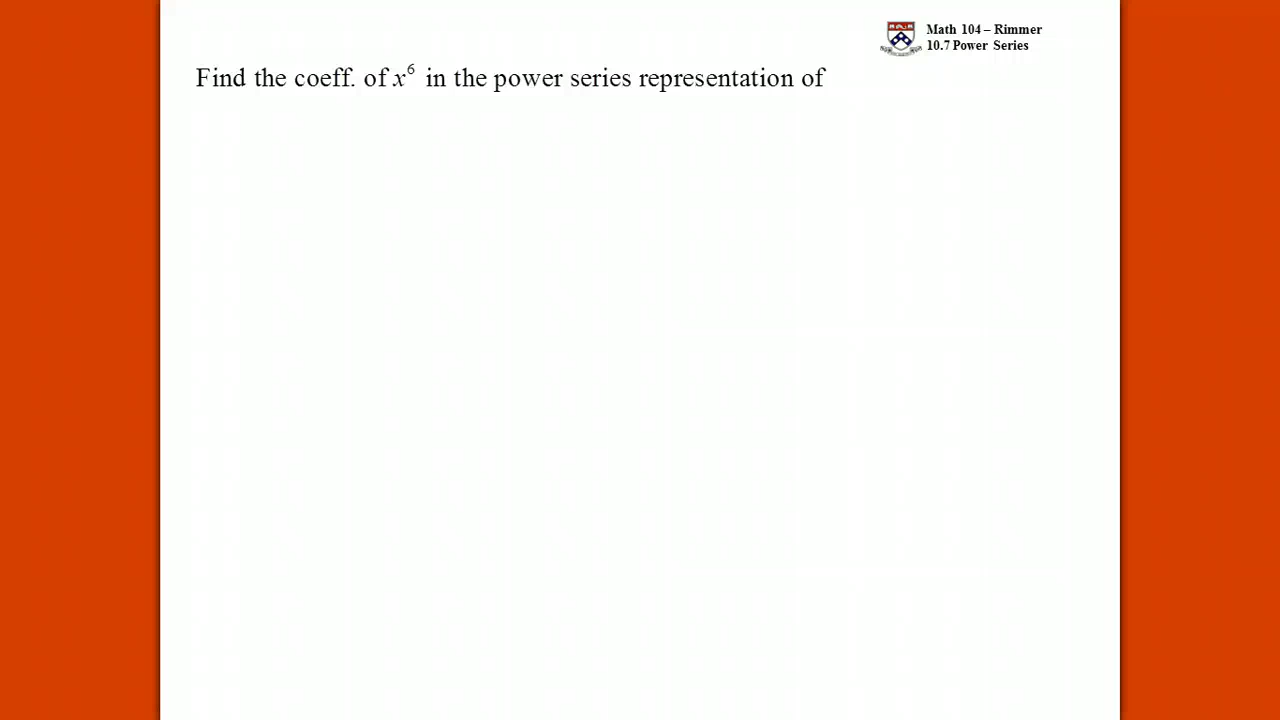 Math 104 – Rimmer
10.7 Power Series
Find the coeff. of x⁶ in the power series representation of